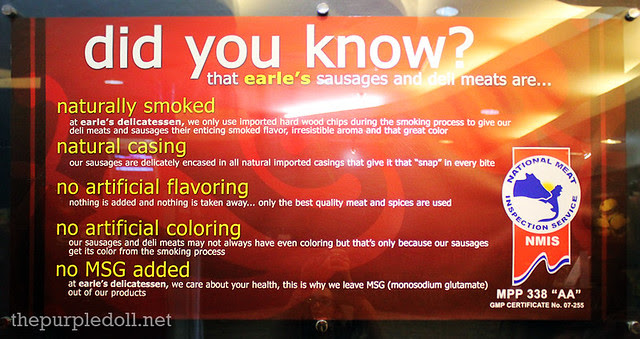 did you know?
that earle's sausages and deli meats are...
naturally smoked
at earle's delicatessen, we only use imported hard wood chips during the smoking process to give our
deli meats and sausages their enticing smoked flavor, irresistible aroma and that great color
natural casing
our sausages are delicately encased in all natural imported casings that give it that "snap" in every bite
no artificial flavoring
nothing is added and nothing is taken away... only the best quality meat and spices are used
no artificial coloring
our sausages and deli meats may not always have even coloring but that's only because our sausages
get its color from the smoking process
no MSG added
at earle's delicatessen, we care about your health, this is why we leave MSG (monosodium glutamate)
out of our products
NATIONAL MEAT
INSPECTION SERVICE
NMIS
MPP 338 "AA"
GMP CERTIFICATE No. 07-255
thepurpledoll.net